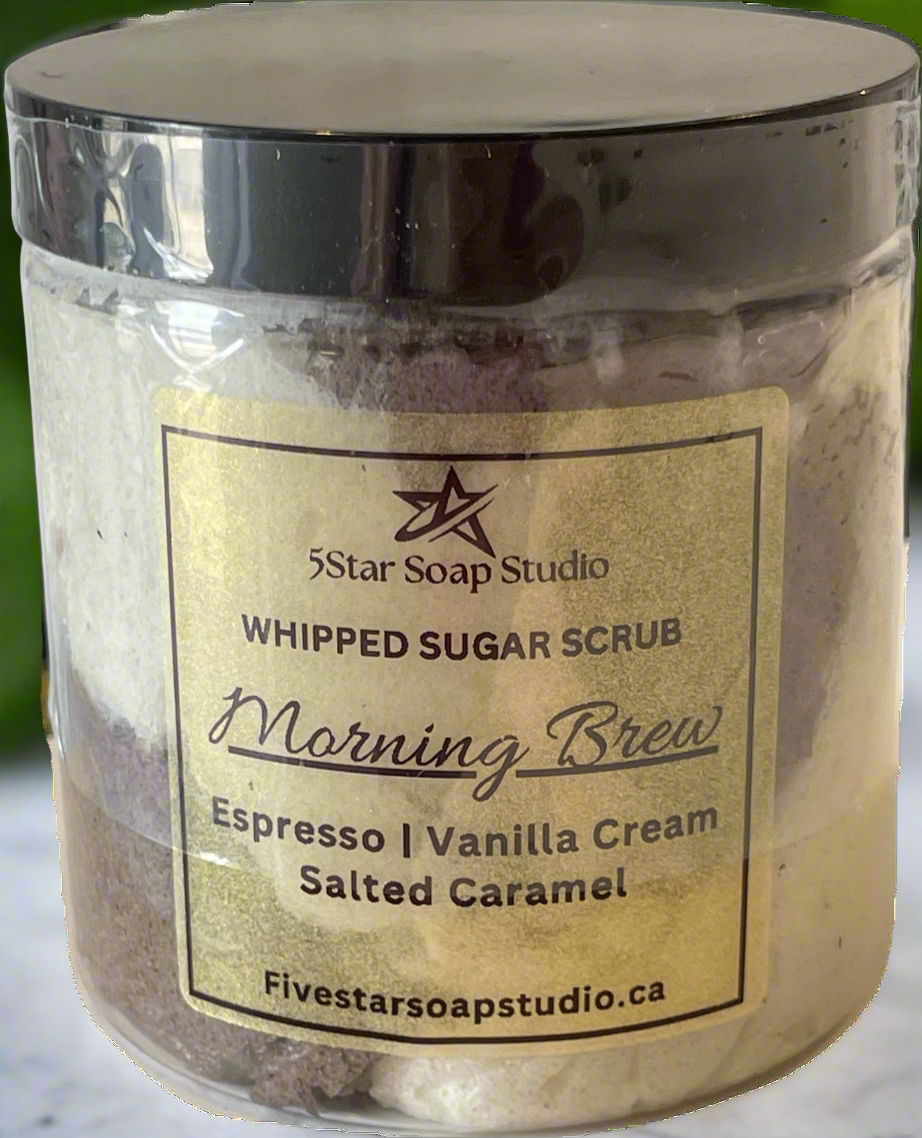 5Star Soap Studio
WHIPPED SUGAR SCRUB
Morning Brew
Espresso | Vanilla Cream
Salted Caramel
Fivestarsoapstudio.ca